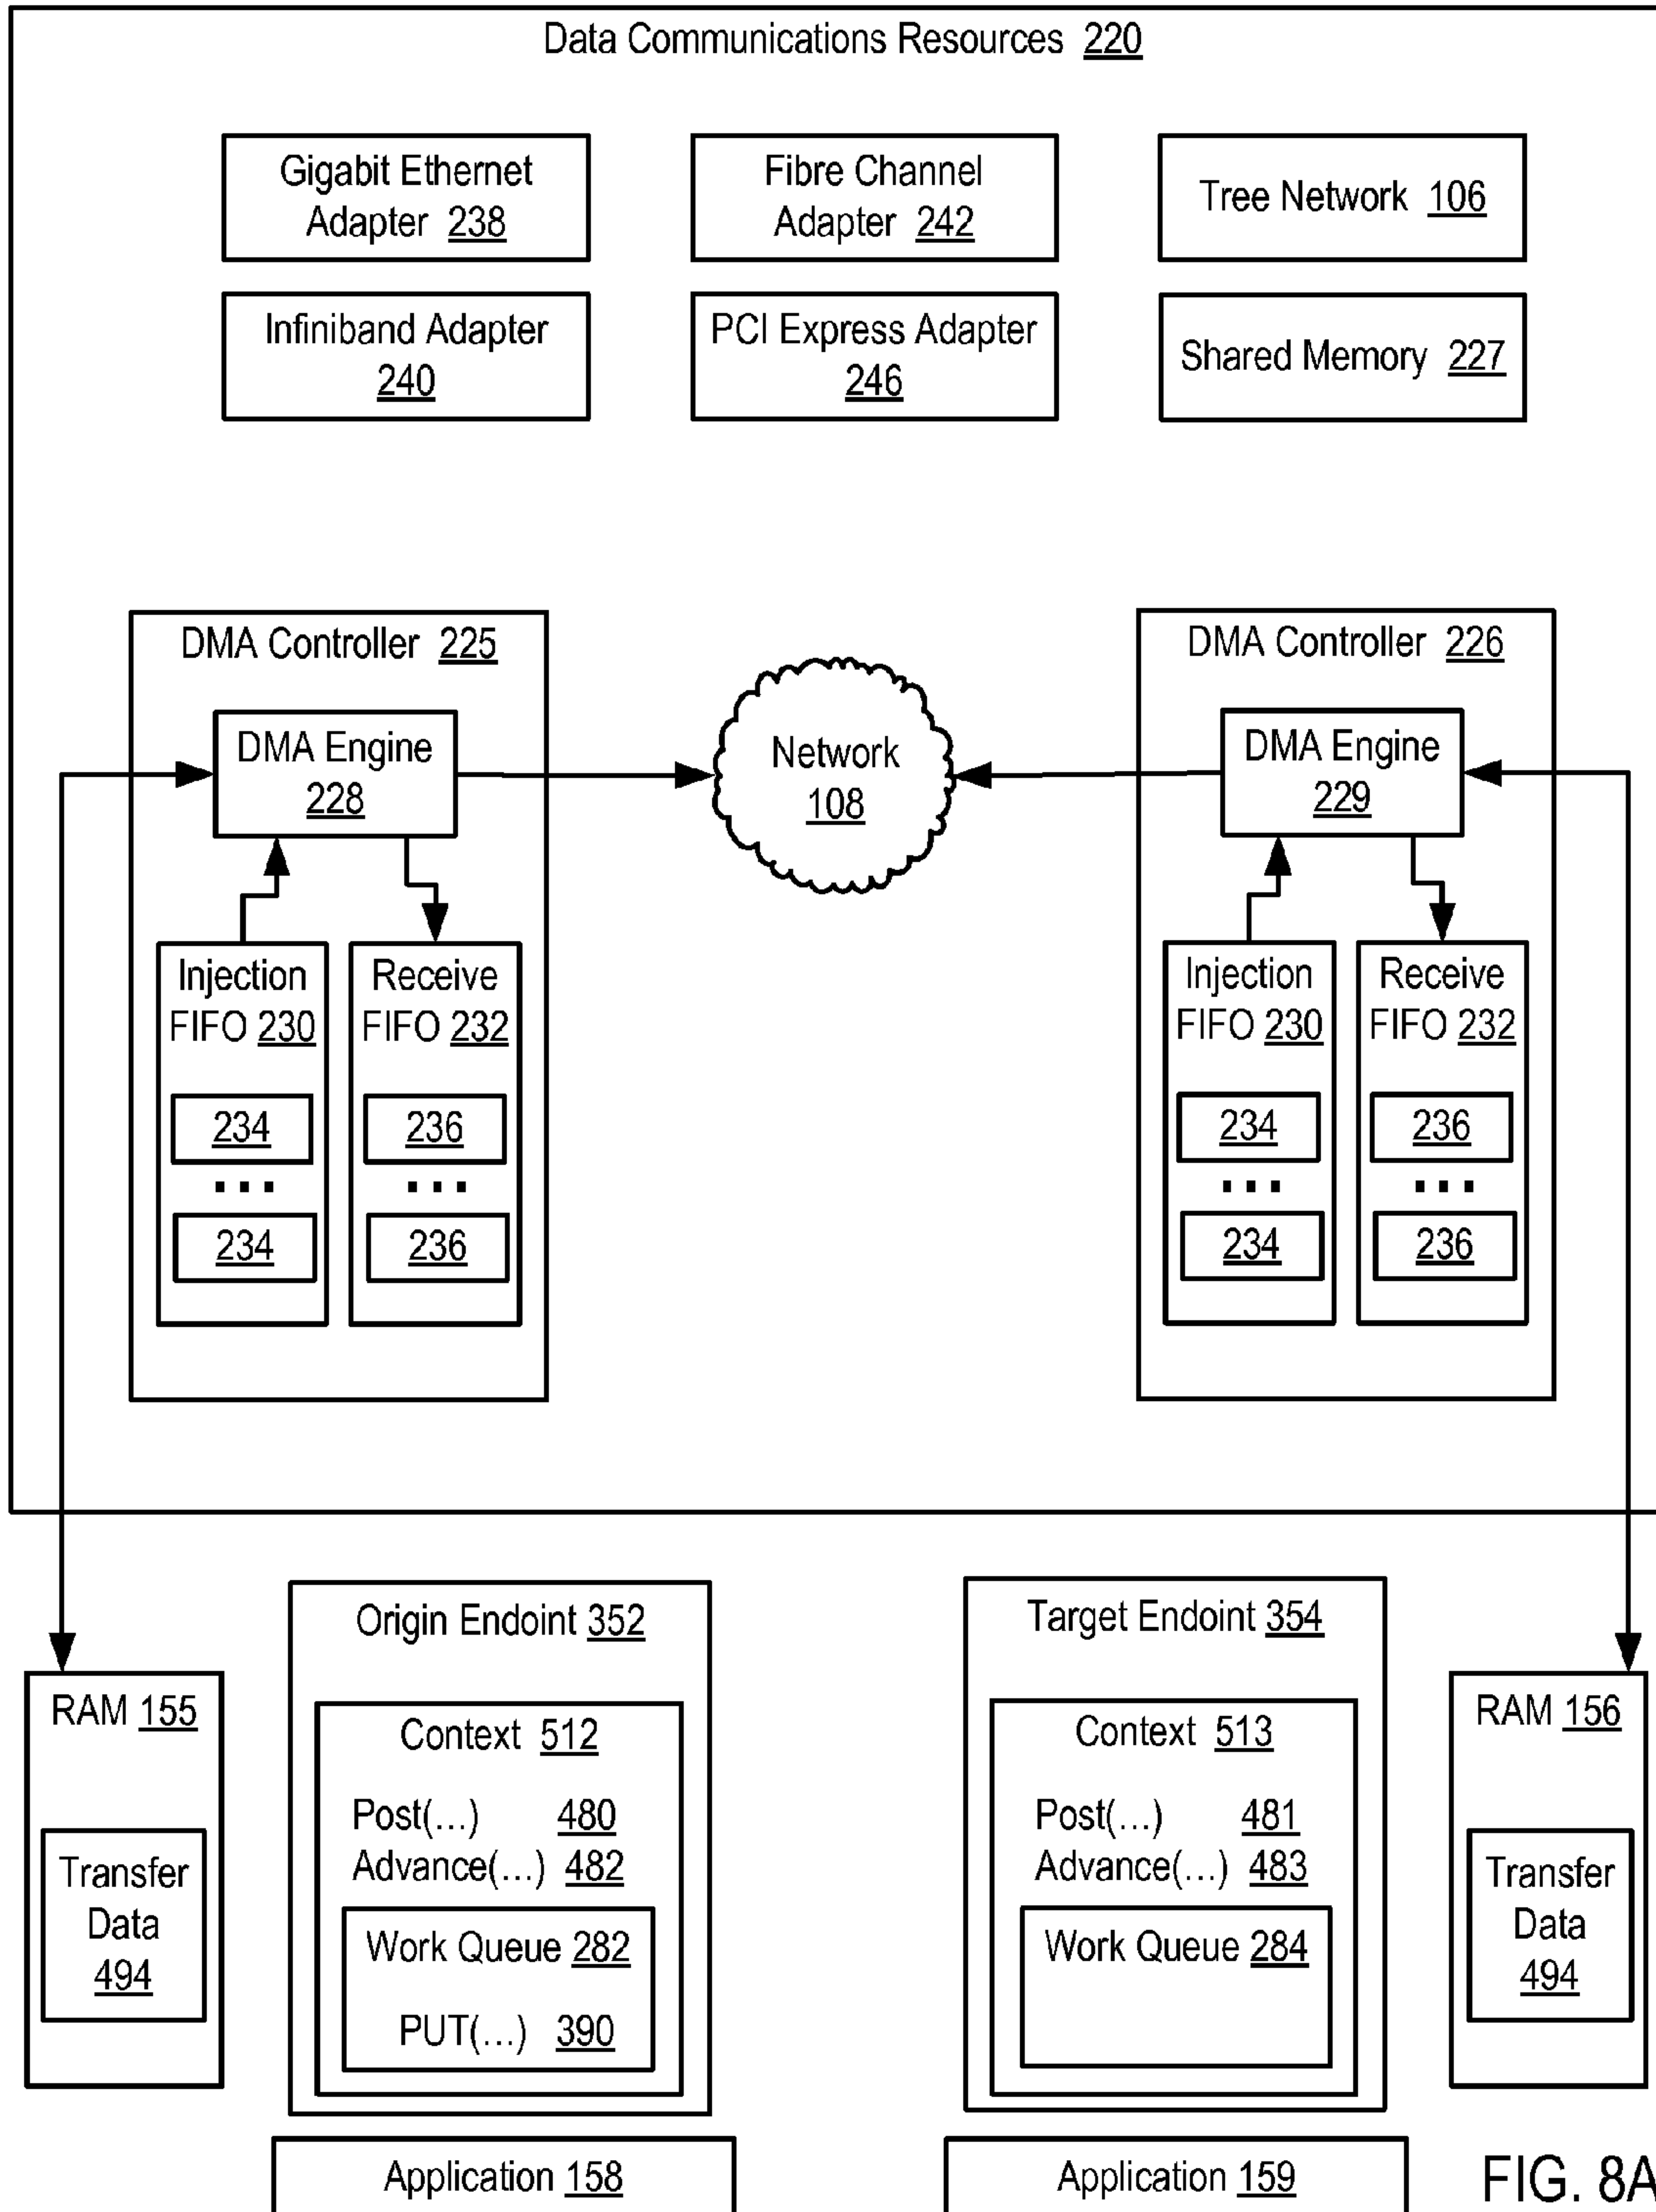 Data Communications Resources 220
Gigabit Ethernet
Adapter 238
Fibre Channel
Adapter 242
Tree Network 106
Infiniband Adapter
240
PCI Express Adapter
246
Shared Memory 227
DMA Controller 225
DMA Engine
228
Injection
FIFO 230
234
...
234
Receive
FIFO 232
236
...
236
Network
108
DMA Controller 226
DMA Engine
229
Injection
FIFO 230
234
...
234
Receive
FIFO 232
236
...
236
RAM 155
Transfer
Data
494
Origin Endoint 352
Context 512
Post(...) 480
Advance(...) 482
Work Queue 282
PUT(...) 390
Target Endoint 354
Context 513
Post(...) 481
Advance(...) 483
Work Queue 284
RAM 156
Transfer
Data
494
Application 158
Application 159
FIG. 8A